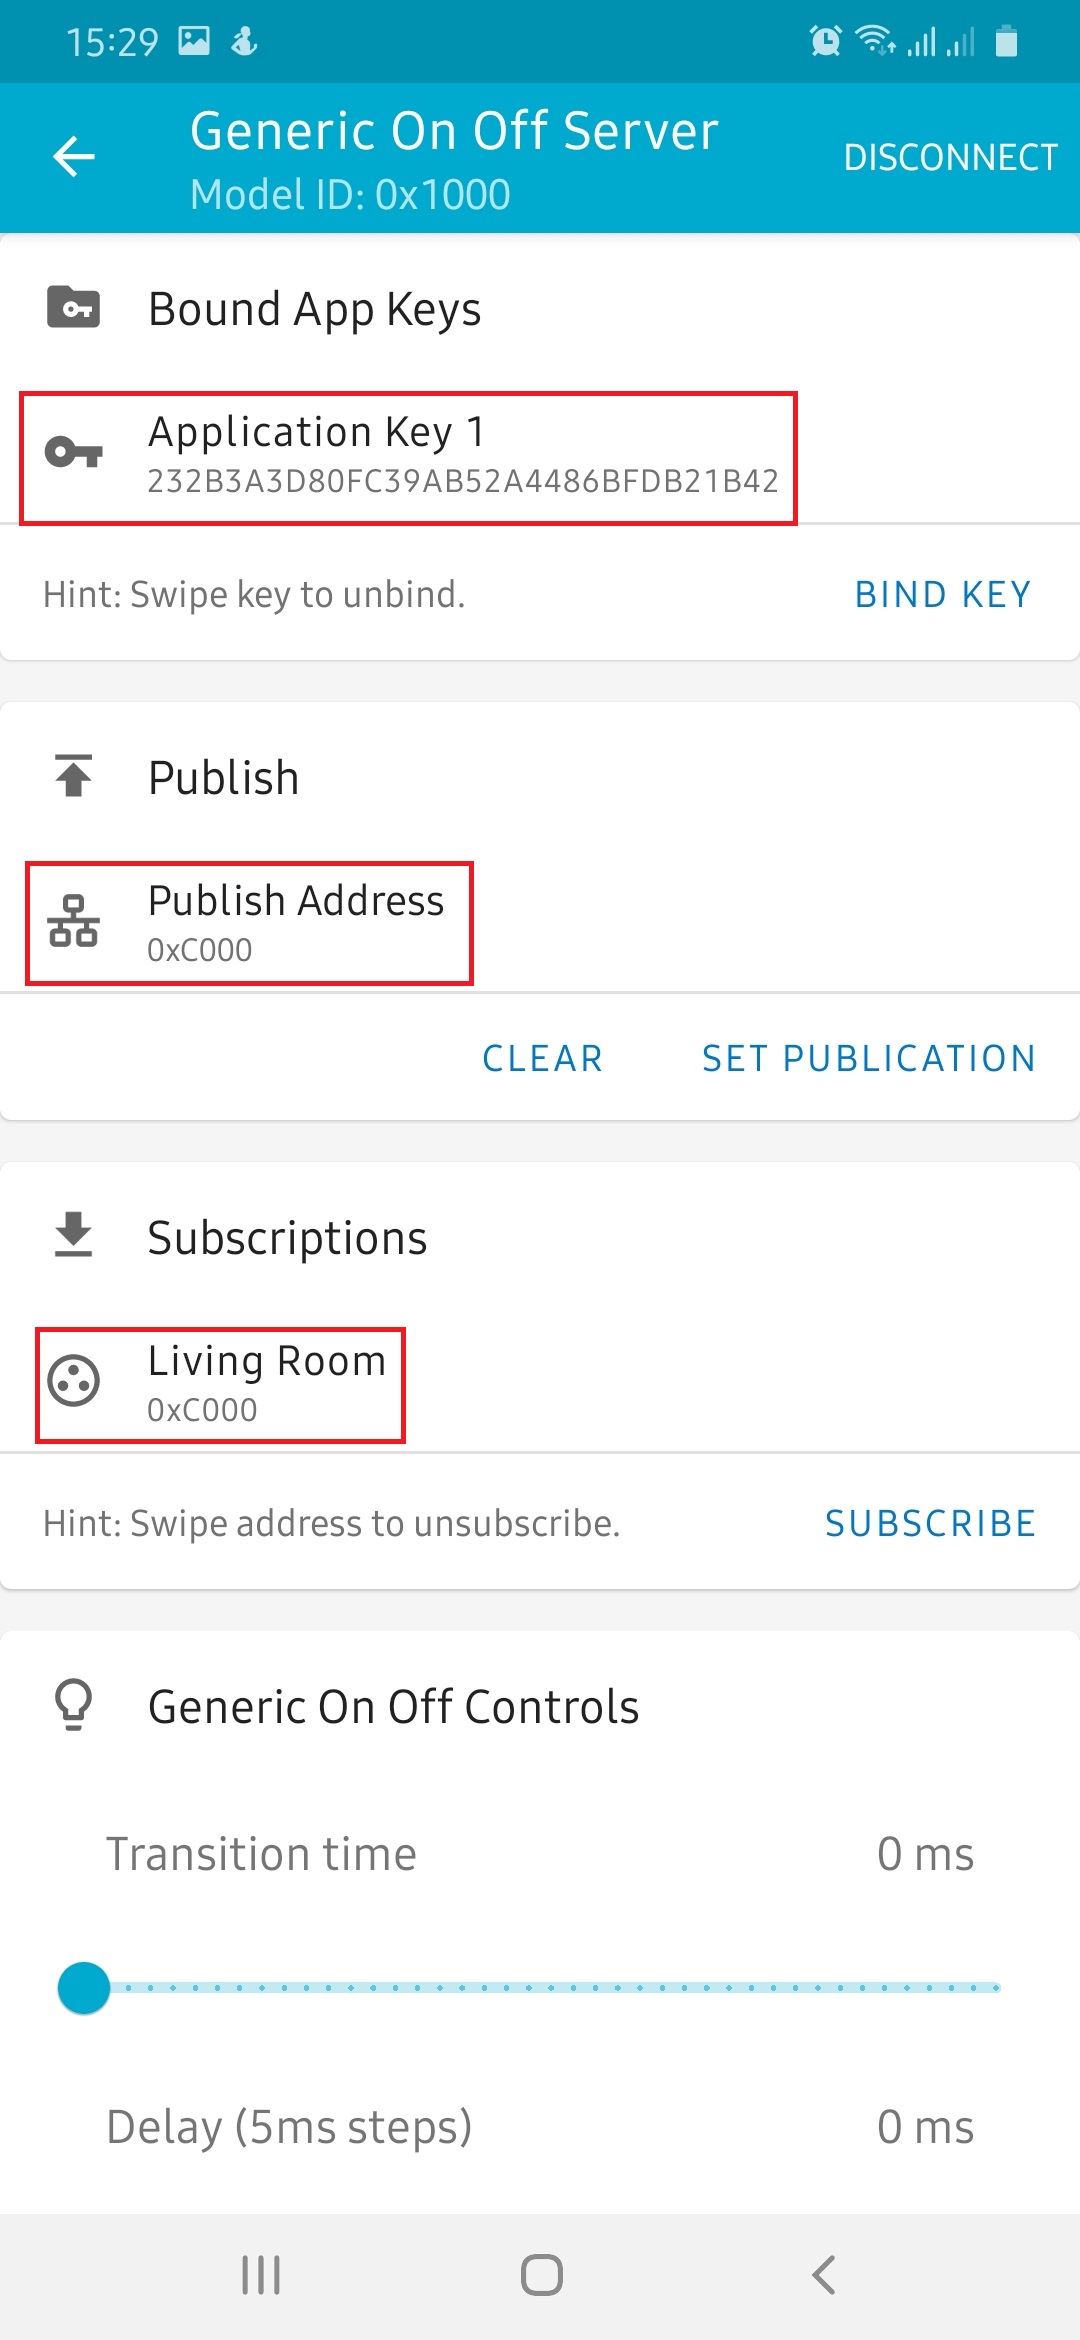 15:29
Generic On Off Server
Model ID: 0x1000
DISCONNECT
Bound App Keys
Application Key 1
232B3A3D80FC39AB52A4486BFDB21B42
Hint: Swipe key to unbind.
BIND KEY
Publish
Publish Address
0xC000
CLEAR
SET PUBLICATION
Subscriptions
Living Room
0xC000
Hint: Swipe address to unsubscribe.
SUBSCRIBE
Generic On Off Controls
Transition time
0 ms
Delay (5ms steps)
0 ms